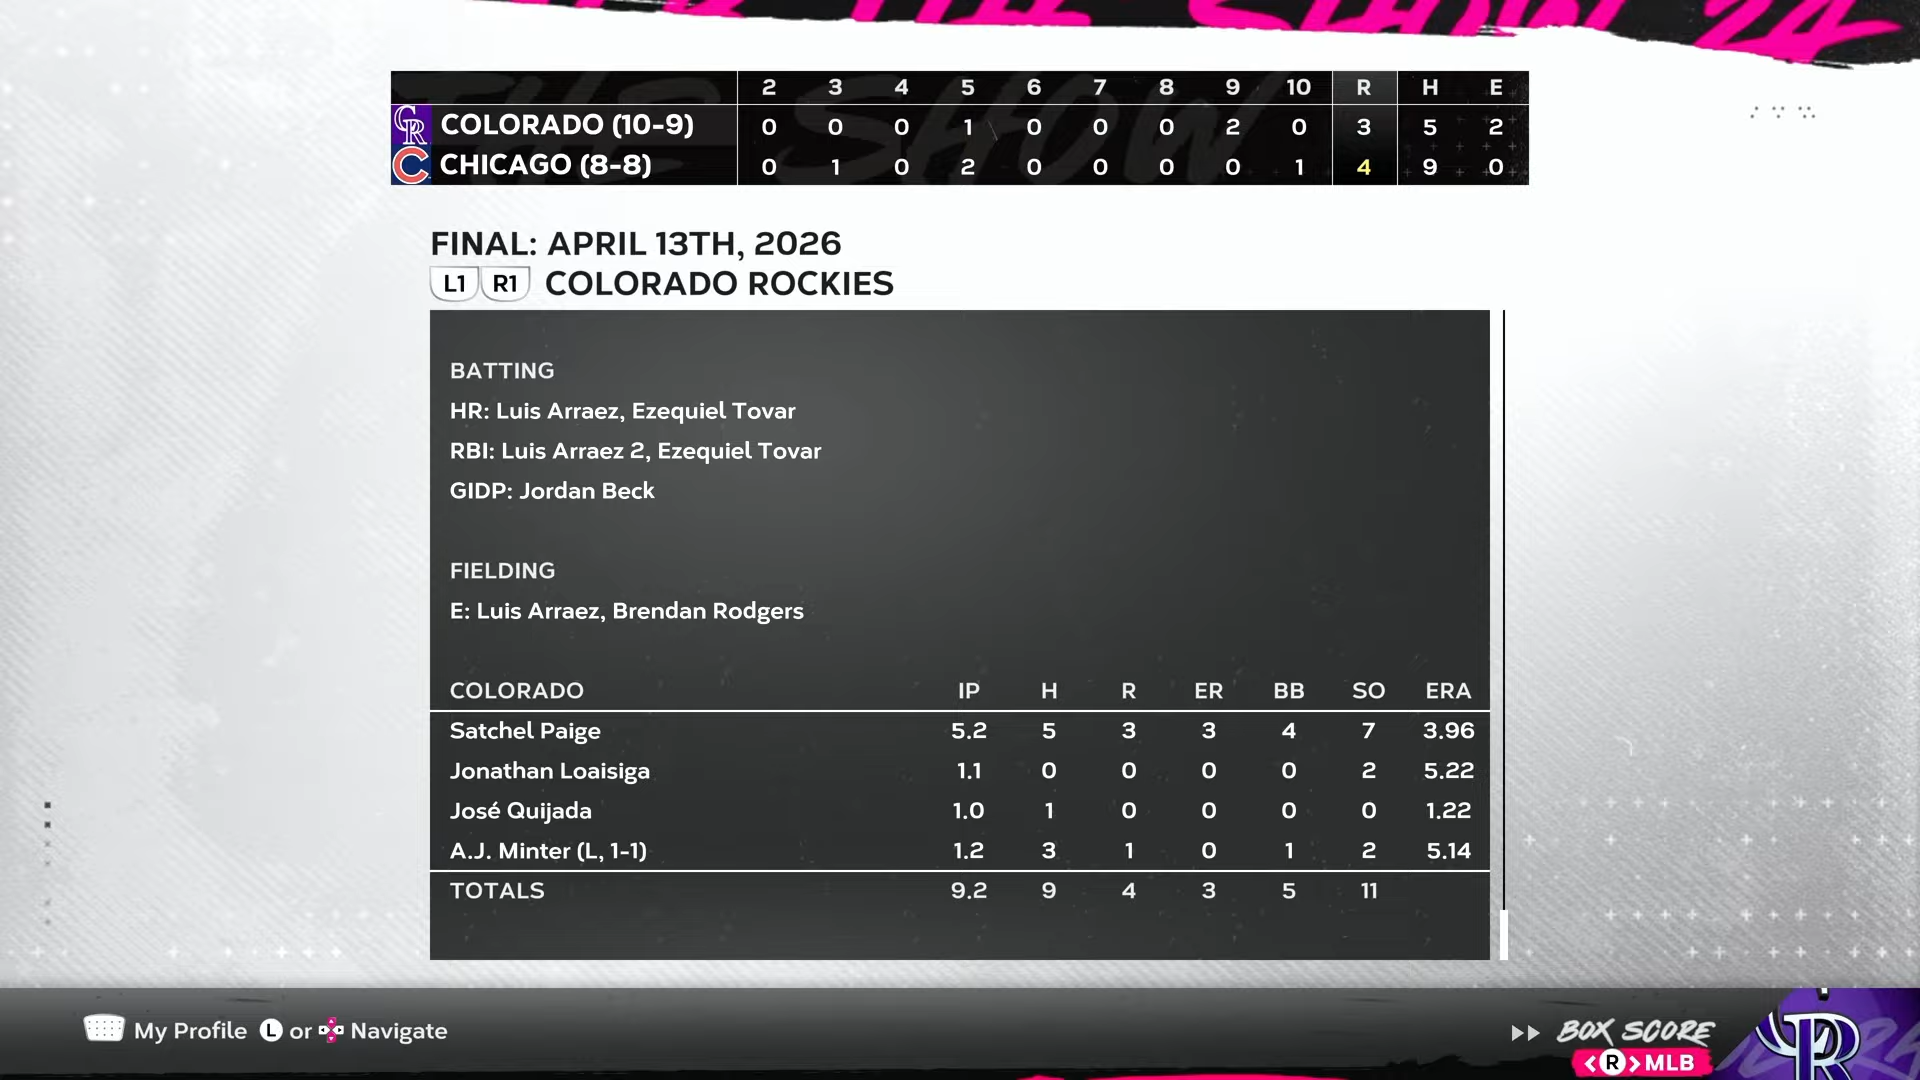 THE SHOW 24
2 3 4 5 6 7 8 9 10 R H E
COLORADO (10-9) 0 0 0 1 0 0 0 2 0 3 5 2
CHICAGO (8-8) 0 1 0 2 0 0 0 0 1 4 9 0
FINAL: APRIL 13TH, 2026
L1 R1 COLORADO ROCKIES
BATTING
HR: Luis Arraez, Ezequiel Tovar
RBI: Luis Arraez 2, Ezequiel Tovar
GIDP: Jordan Beck
FIELDING
E: Luis Arraez, Brendan Rodgers
COLORADO IP H R ER BB SO ERA
Satchel Paige 5.2 5 3 3 4 7 3.96
Jonathan Loaisiga 1.1 0 0 0 0 2 5.22
José Quijada 1.0 1 0 0 0 0 1.22
A.J. Minter (L, 1-1) 1.2 3 1 0 1 2 5.14
TOTALS 9.2 9 4 3 5 11
My Profile L or Navigate
BOX SCORE
R MLB